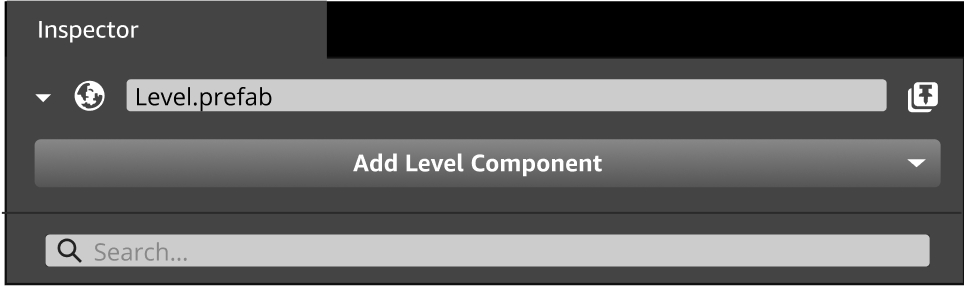 Inspector
Level.prefab
Add Level Component
Search...